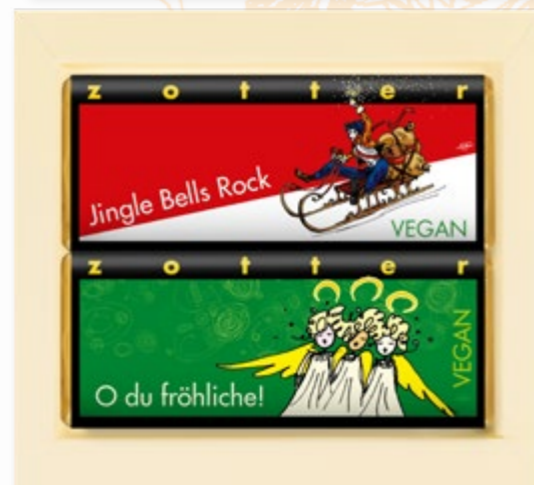 zotter
Jingle Bells Rock
VEGAN
zotter
O du fröhliche!
VEGAN